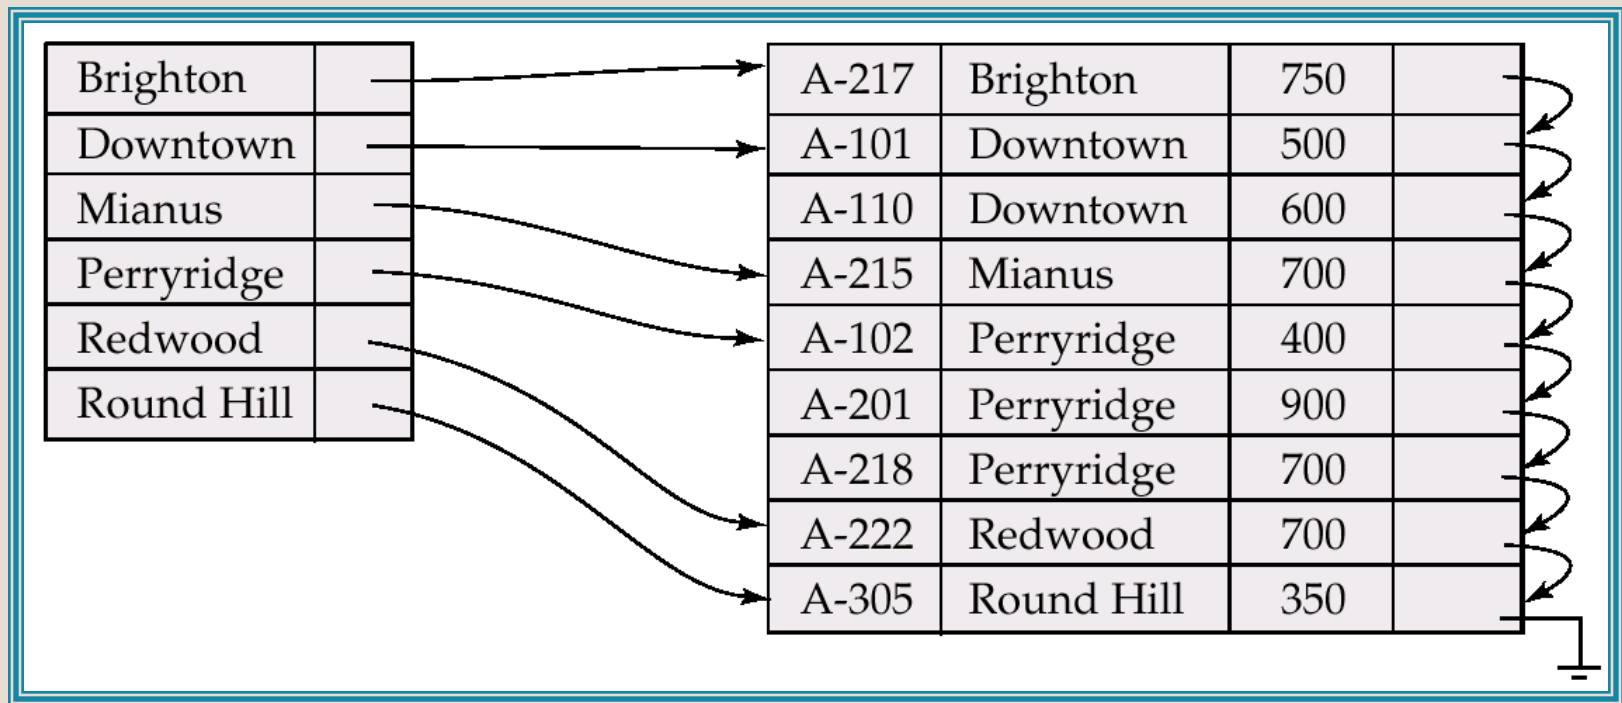 Brighton
Downtown
Mianus
Perryridge
Redwood
Round Hill
A-217 Brighton 750
A-101 Downtown 500
A-110 Downtown 600
A-215 Mianus 700
A-102 Perryridge 400
A-201 Perryridge 900
A-218 Perryridge 700
A-222 Redwood 700
A-305 Round Hill 350